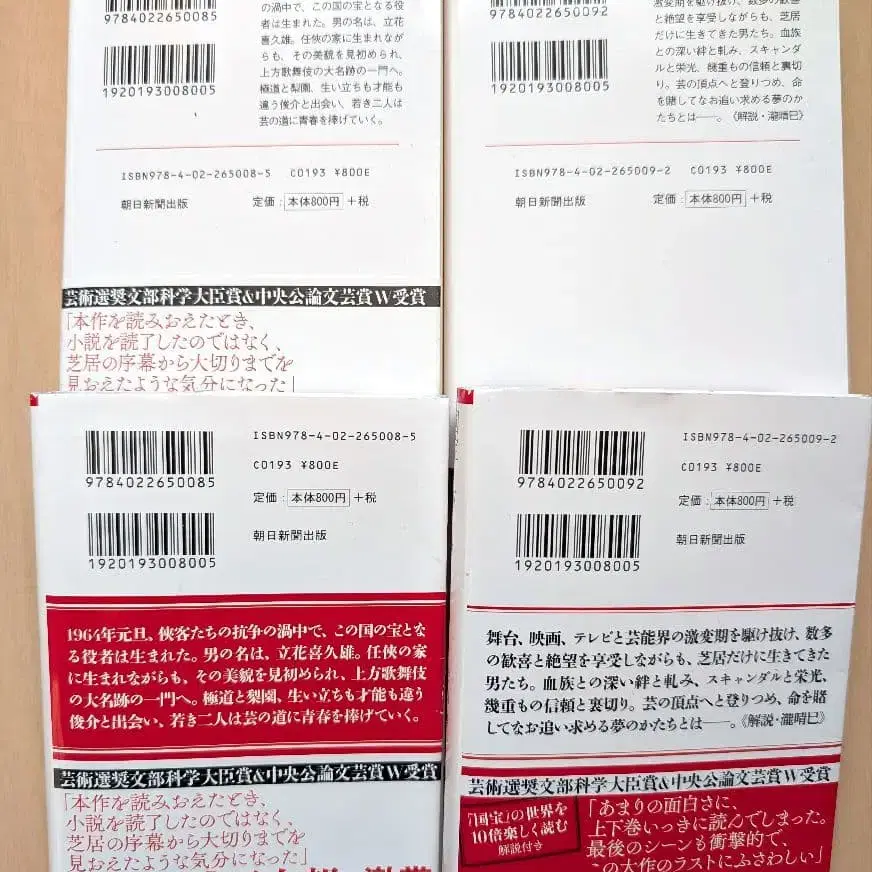 9784022650085
1920193008005
の渦中で、この国の宝となる役
者は生まれた。男の名は、立花
喜久雄。任俠の家に生まれなが
らも、その美貌を見初められ、
上方歌舞伎の大名跡の一門へ。
極道と梨園、生い立ちも才能も
違う俊介と出会い、若き二人は
芸の道に青春を捧げていく。
ISBN978-4-02-265008-5 C0193 ¥800E
朝日新聞出版 定価:本体800円+税
芸術選奨文部科学大臣賞&中央公論文芸賞W受賞
「本作を読みおえたとき、
小説を読了したのではなく、
芝居の序幕から大切りまでを
見おえたような気分になった」
9784022650092
1920193008005
激変期を駆け抜け、数多の歓喜
と絶望を享受しながらも、芝居
だけに生きてきた男たち。血族
との深い絆と軋み、スキャンダ
ルと栄光、幾重もの信頼と裏切
り。芸の頂点へと登りつめ、命
を賭してなお追い求める夢のか
たちとは――。《解説・瀧晴巳》
ISBN978-4-02-265009-2 C0193 ¥800E
朝日新聞出版 定価:本体800円+税
9784022650085
1920193008005
ISBN978-4-02-265008-5
C0193 ¥800E
定価:本体800円+税
朝日新聞出版
1964年元旦、俠客たちの抗争の渦中で、この国の宝とな
る役者は生まれた。男の名は、立花喜久雄。任俠の家
に生まれながらも、その美貌を見初められ、上方歌舞伎
の大名跡の一門へ。極道と梨園、生い立ちも才能も違う
俊介と出会い、若き二人は芸の道に青春を捧げていく。
芸術選奨文部科学大臣賞&中央公論文芸賞W受賞
「本作を読みおえたとき、
小説を読了したのではなく、
芝居の序幕から大切りまでを
見おえたような気分になった」
9784022650092
1920193008005
ISBN978-4-02-265009-2
C0193 ¥800E
定価:本体800円+税
朝日新聞出版
舞台、映画、テレビと芸能界の激変期を駆け抜け、数多
の歓喜と絶望を享受しながらも、芝居だけに生きてきた
男たち。血族との深い絆と軋み、スキャンダルと栄光、
幾重もの信頼と裏切り。芸の頂点へと登りつめ、命を賭
してなお追い求める夢のかたちとは――。《解説・瀧晴巳》
芸術選奨文部科学大臣賞&中央公論文芸賞W受賞
『国宝』の世界を
10倍楽しく読む
解説付き
「あまりの面白さに、
上下巻いっきに読んでしまった。
最後のシーンも衝撃的で、
この大作のラストにふさわしい」